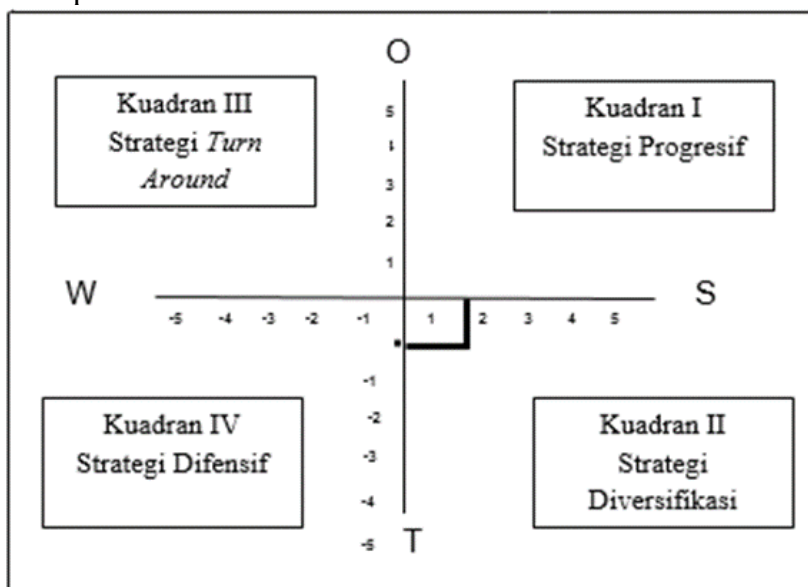 O
Kuadran III
Strategi Turn
Around
Kuadran I
Strategi Progresif
5
4
3
2
1
W
S
-5 -4 -3 -2 -1 1 2 3 4 5
-1
-2
-3
-4
-5
T
Kuadran IV
Strategi Difensif
Kuadran II
Strategi
Diversifikasi